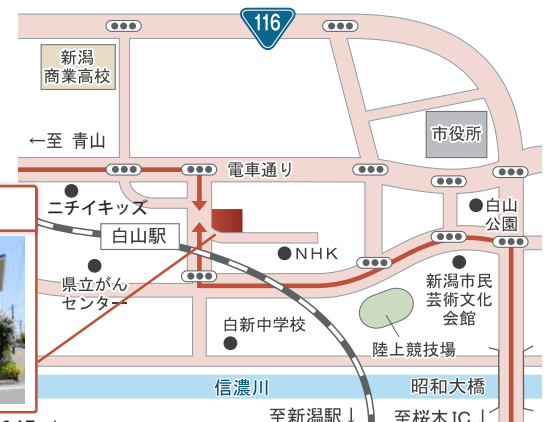 116
新潟
商業高校
←至 青山
市役所
電車通り
ニチイキッズ
白山
公園
白山駅
NHK
県立がん
センター
新潟市民
芸術文化
会館
白新中学校
陸上競技場
信濃川
昭和大橋
至新潟駅↓
至桜木IC↓